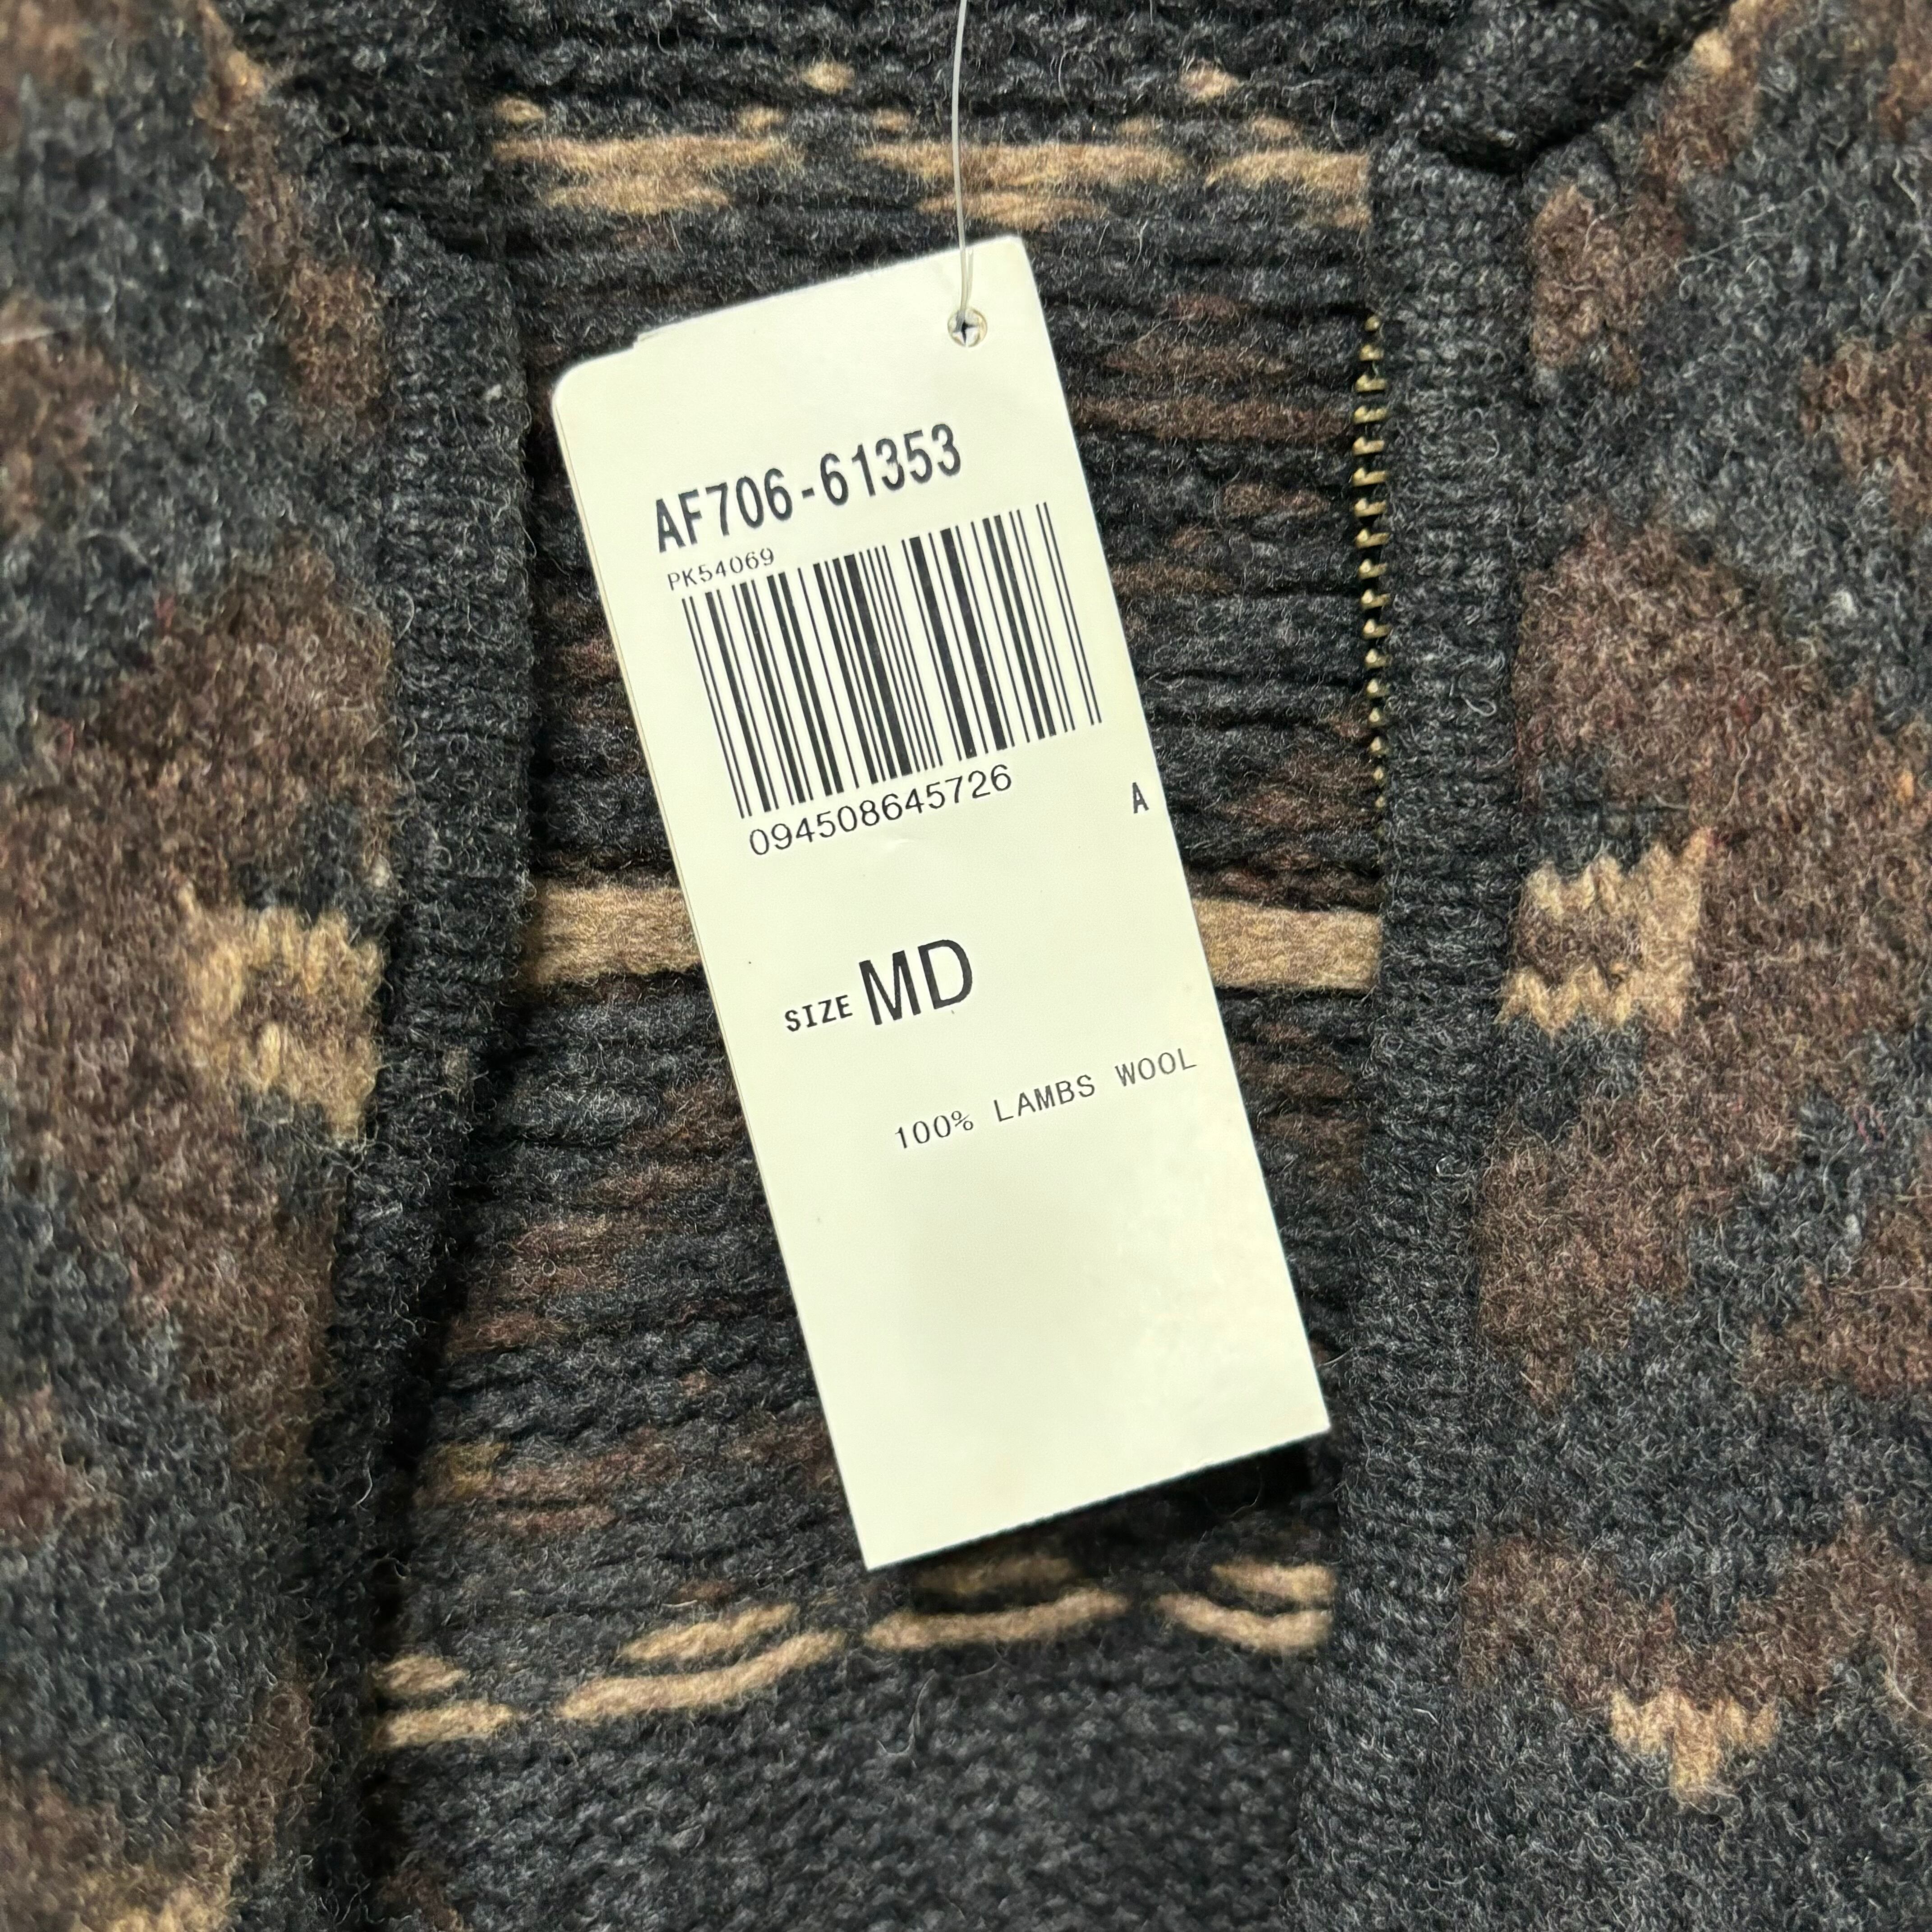 AF706-61353
PK54069
094508645726
A
SIZE MD
100% LAMBS WOOL